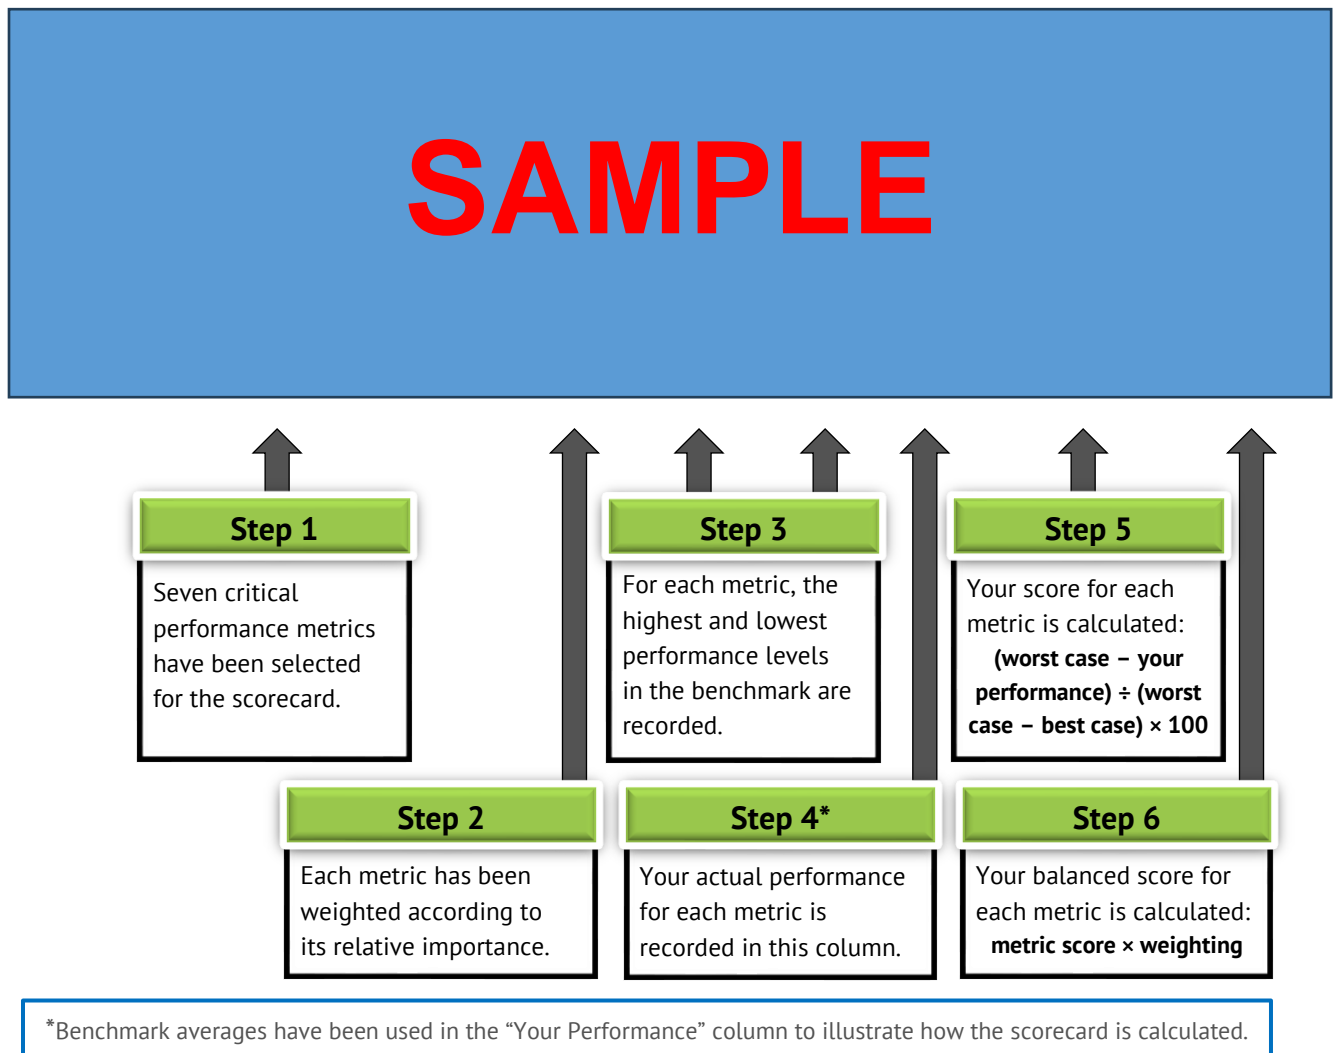 SAMPLE
Step 1
Seven critical
performance metrics
have been selected
for the scorecard.
Step 2
Each metric has been
weighted according to
its relative importance.
Step 3
For each metric, the
highest and lowest
performance levels
in the benchmark are
recorded.
Step 4*
Your actual performance
for each metric is
recorded in this column.
Step 5
Your score for each
metric is calculated:
(worst case – your
performance) ÷ (worst
case – best case) × 100
Step 6
Your balanced score for
each metric is calculated:
metric score × weighting
*Benchmark averages have been used in the “Your Performance” column to illustrate how the scorecard is calculated.